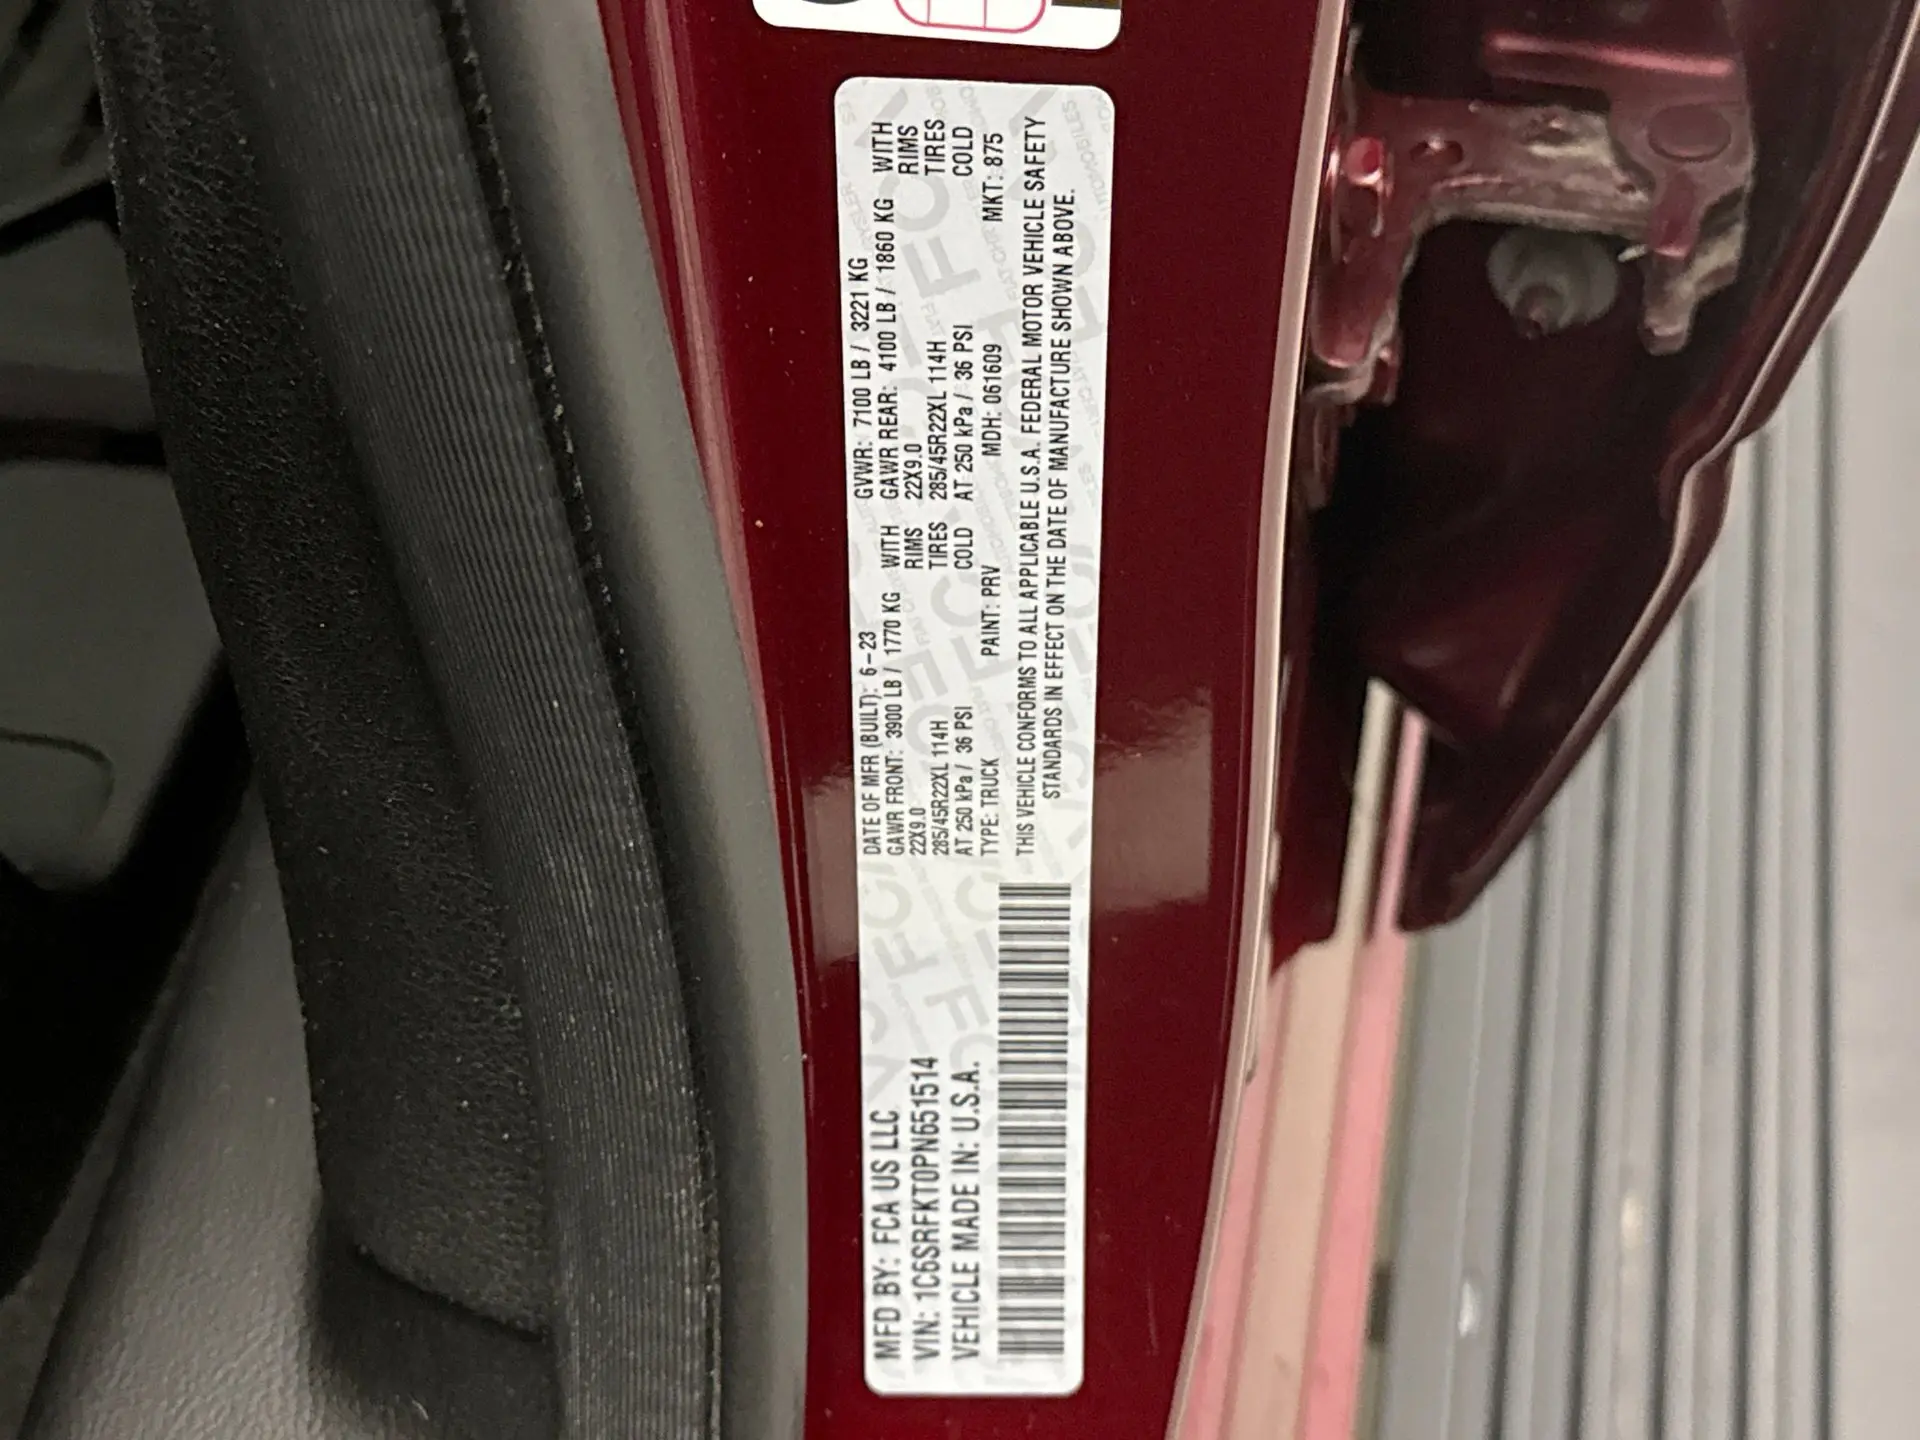 MFD BY: FCA US LLC
VIN: 1C6SRFKT0PN651514
VEHICLE MADE IN: U.S.A.
DATE OF MFR (BUILT): 6-23 GVWR: 7100 LB / 3221 KG
GAWR FRONT: 3900 LB / 1770 KG WITH GAWR REAR: 4100 LB / 1860 KG WITH
22X9.0 RIMS 22X9.0 RIMS
285/45R22XL 114H TIRES 285/45R22XL 114H TIRES
AT 250 kPa / 36 PSI COLD AT 250 kPa / 36 PSI COLD
TYPE: TRUCK PAINT: PRV MDH: 061609 MKT: 875
THIS VEHICLE CONFORMS TO ALL APPLICABLE U.S.A. FEDERAL MOTOR VEHICLE SAFETY
STANDARDS IN EFFECT ON THE DATE OF MANUFACTURE SHOWN ABOVE.